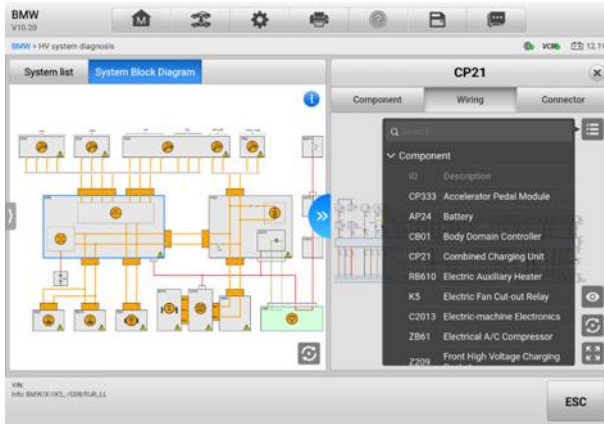 BMW
V10.20
BMW > HV system diagnosis
VCMI
12.1V
System list
System Block Diagram
CP21
Component
Wiring
Connector
Search
Component
ID Description
CP333 Accelerator Pedal Module
AP24 Battery
CB01 Body Domain Controller
CP21 Combined Charging Unit
RB610 Electric Auxiliary Heater
K5 Electric Fan Cut-out Relay
C2013 Electric-machine Electronics
ZB61 Electrical A/C Compressor
Z209 Front High Voltage Charging
VIN:
ESC